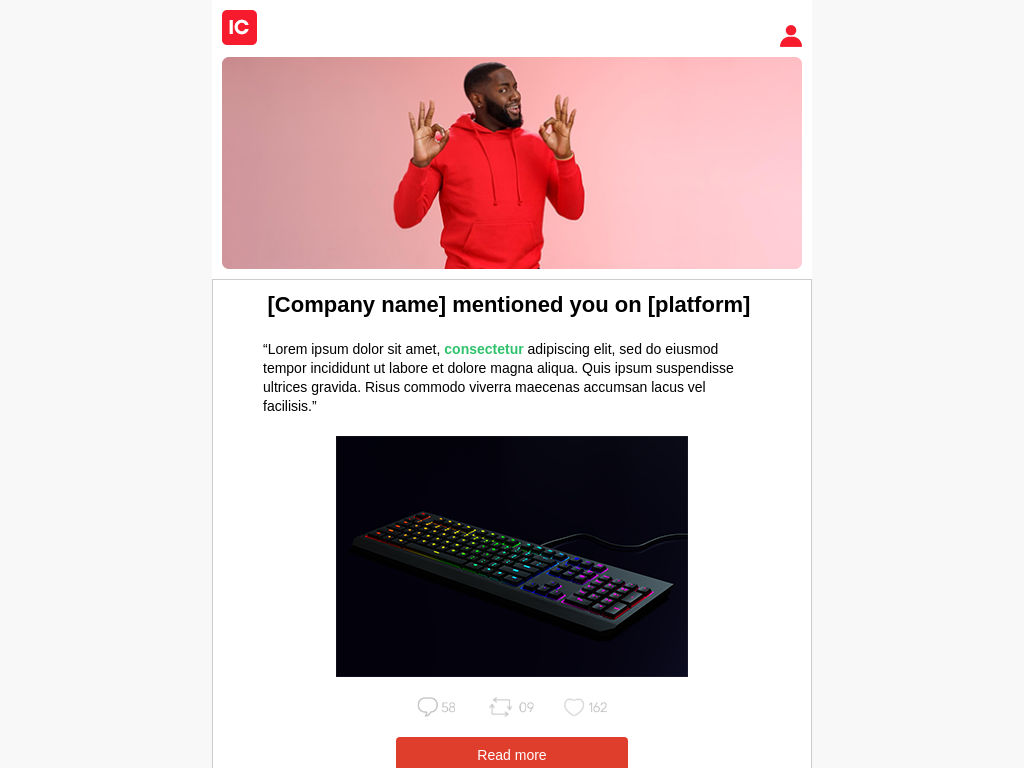 IC
[Company name] mentioned you on [platform]
“Lorem ipsum dolor sit amet, consectetur adipiscing elit, sed do eiusmod
tempor incididunt ut labore et dolore magna aliqua. Quis ipsum suspendisse
ultrices gravida. Risus commodo viverra maecenas accumsan lacus vel
facilisis.”
58 09 162
Read more